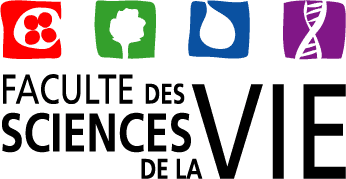 FACULTE DES
SCIENCES
DE LA VIE